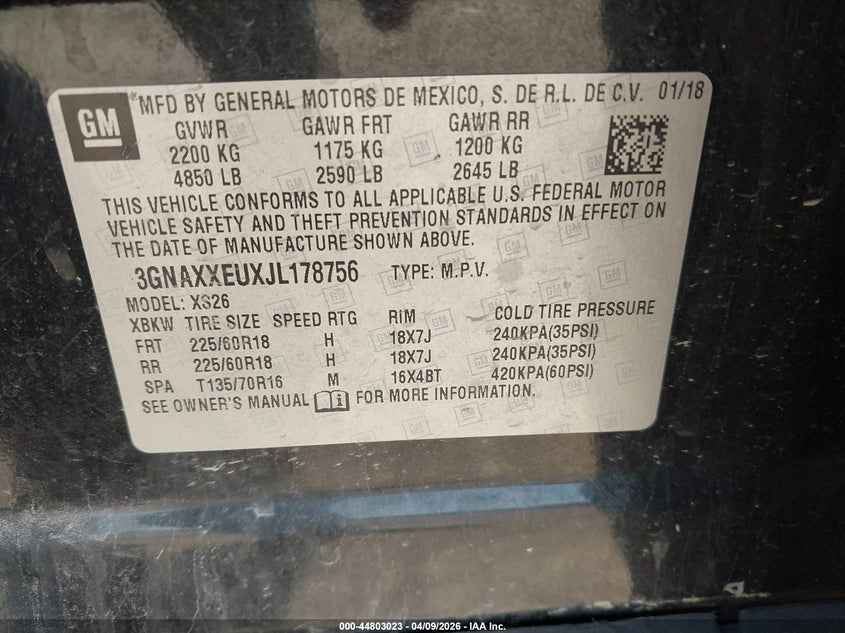 GM ® MFD BY GENERAL MOTORS DE MEXICO, S. DE R.L. DE C.V. 01/18
GVWR GAWR FRT GAWR RR
2200 KG 1175 KG 1200 KG
4850 LB 2590 LB 2645 LB
THIS VEHICLE CONFORMS TO ALL APPLICABLE U.S. FEDERAL MOTOR
VEHICLE SAFETY AND THEFT PREVENTION STANDARDS IN EFFECT ON
THE DATE OF MANUFACTURE SHOWN ABOVE.
3GNAXXEUXJL178756 TYPE: M.P.V.
MODEL: XS26
XBKW TIRE SIZE SPEED RTG RIM COLD TIRE PRESSURE
FRT 225/60R18 H 18X7J 240KPA(35PSI)
RR 225/60R18 H 18X7J 240KPA(35PSI)
SPA T135/70R16 M 16X4BT 420KPA(60PSI)
SEE OWNER'S MANUAL i FOR MORE INFORMATION.
000-44803023 | 04/09/2026 - IAA Inc.